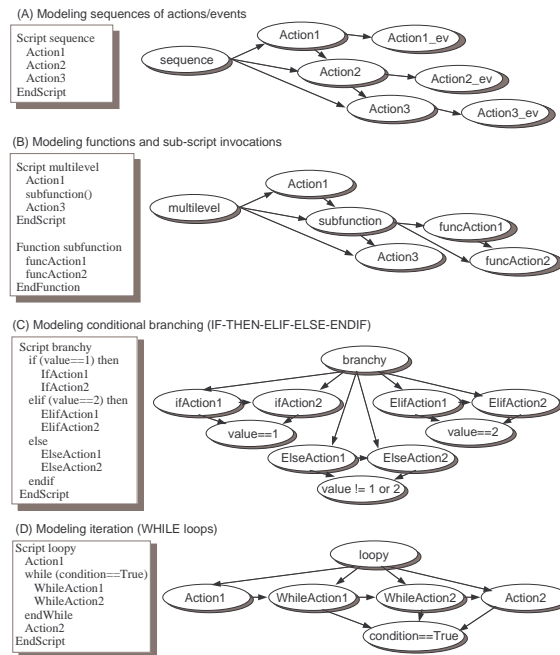 (A) Modeling sequences of actions/events
Script sequence
Action1
Action2
Action3
EndScript
sequence
Action1
Action1_ev
Action2
Action2_ev
Action3
Action3_ev
(B) Modeling functions and sub-script invocations
Script multilevel
Action1
subfunction()
Action3
EndScript
Function subfunction
funcAction1
funcAction2
EndFunction
multilevel
Action1
subfunction
funcAction1
Action3
funcAction2
(C) Modeling conditional branching (IF-THEN-ELIF-ELSE-ENDIF)
Script branchy
if (value==1) then
IfAction1
IfAction2
elif (value==2) then
ElifAction1
ElifAction2
else
ElseAction1
ElseAction2
endif
EndScript
branchy
ifAction1
ifAction2
ElifAction1
ElifAction2
value==1
value==2
ElseAction1
ElseAction2
value != 1 or 2
(D) Modeling iteration (WHILE loops)
Script loopy
Action1
while (condition==True)
WhileAction1
WhileAction2
endWhile
Action2
EndScript
loopy
Action1
WhileAction1
WhileAction2
Action2
condition==True